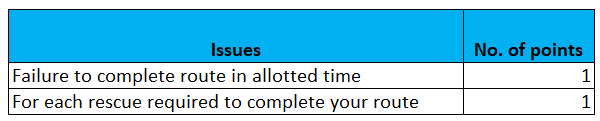 Issues No. of points
Failure to complete route in allotted time 1
For each rescue required to complete your route 1